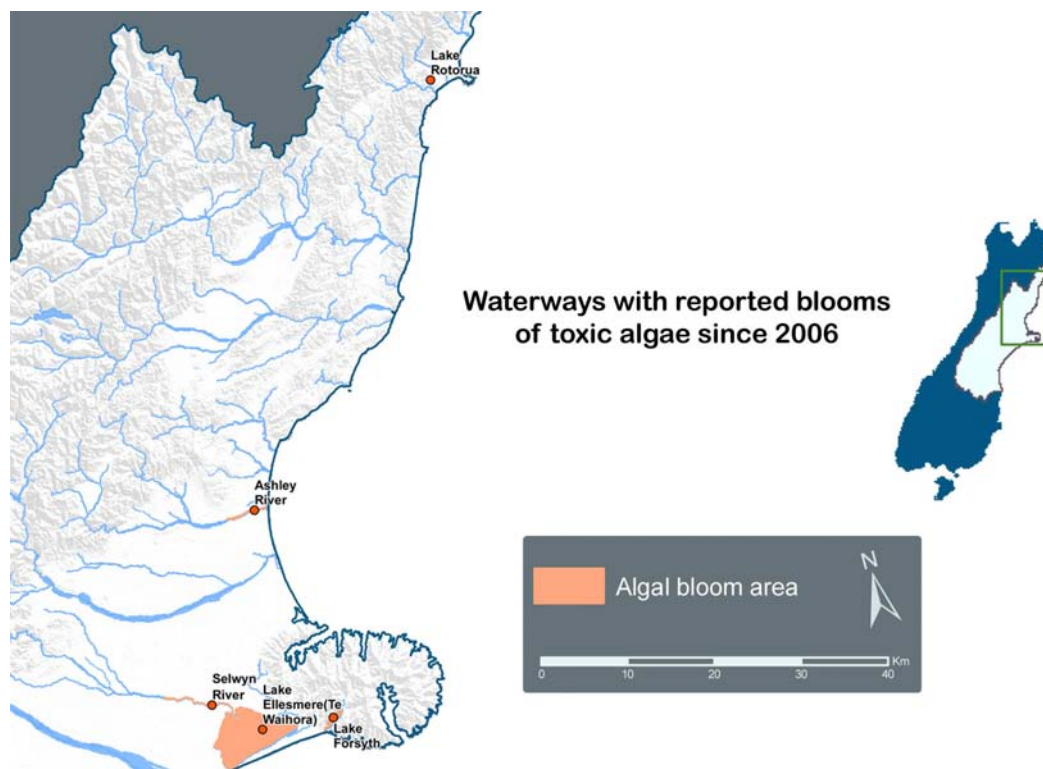 Lake
Rotorua
Waterways with reported blooms
of toxic algae since 2006
Ashley
River
N
Algal bloom area
Km
0 10 20 30 40
Selwyn
River
Lake
Ellesmere(Te
Waihora)
Lake
Forsyth